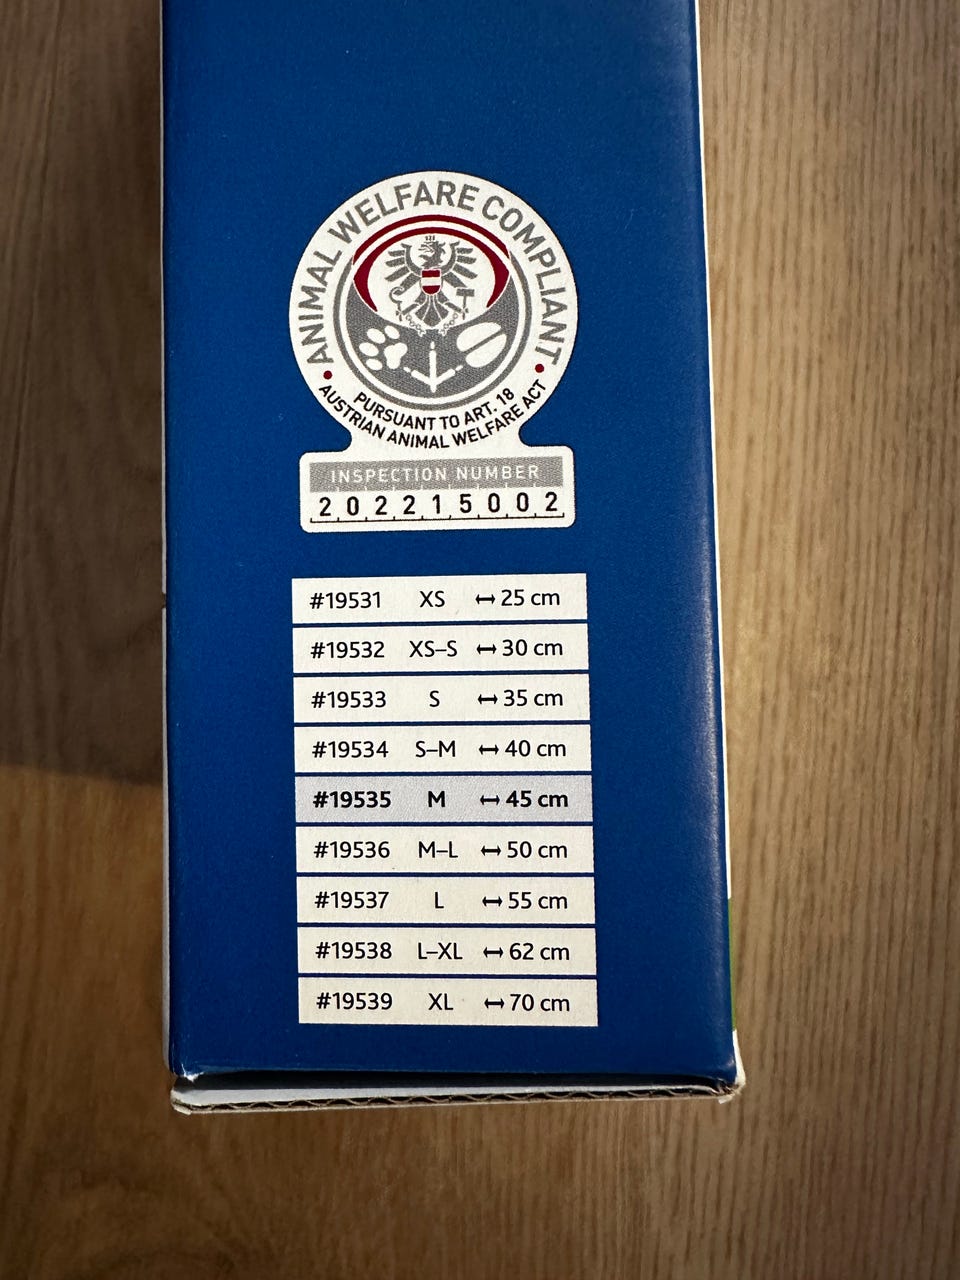 ANIMAL WELFARE COMPLIANT
PURSUANT TO ART. 18
AUSTRIAN ANIMAL WELFARE ACT
INSPECTION NUMBER
202215002
#19531 XS ↔ 25 cm
#19532 XS–S ↔ 30 cm
#19533 S ↔ 35 cm
#19534 S–M ↔ 40 cm
#19535 M ↔ 45 cm
#19536 M–L ↔ 50 cm
#19537 L ↔ 55 cm
#19538 L–XL ↔ 62 cm
#19539 XL ↔ 70 cm